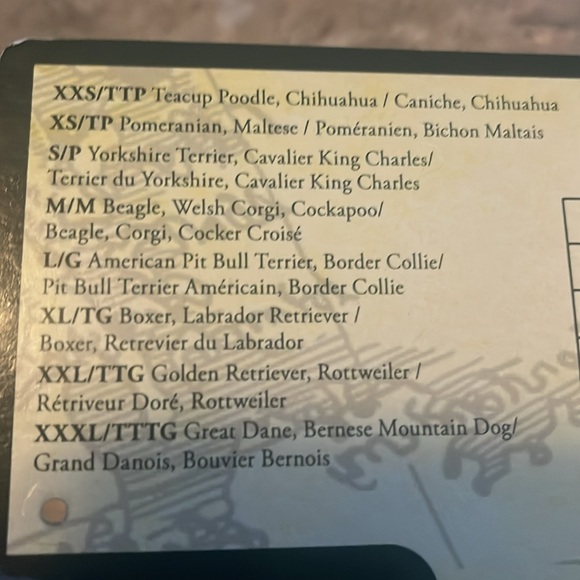 XXS/TTP Teacup Poodle, Chihuahua / Caniche, Chihuahua
XS/TP Pomeranian, Maltese / Poméranien, Bichon Maltais
S/P Yorkshire Terrier, Cavalier King Charles/
Terrier du Yorkshire, Cavalier King Charles
M/M Beagle, Welsh Corgi, Cockapoo/
Beagle, Corgi, Cocker Croisé
L/G American Pit Bull Terrier, Border Collie/
Pit Bull Terrier Américain, Border Collie
XL/TG Boxer, Labrador Retriever /
Boxer, Retrevier du Labrador
XXL/TTG Golden Retriever, Rottweiler /
Rétriveur Doré, Rottweiler
XXXL/TTTG Great Dane, Bernese Mountain Dog/
Grand Danois, Bouvier Bernois